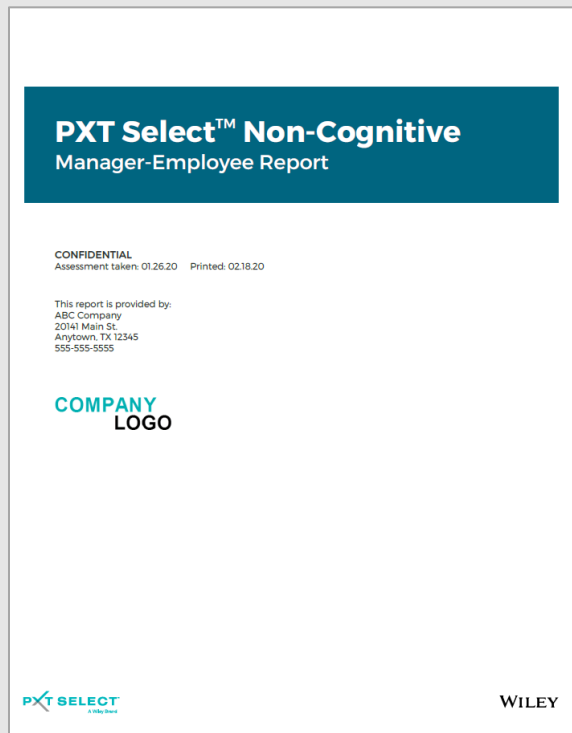 PXT Select™ Non-Cognitive
Manager-Employee Report
CONFIDENTIAL
Assessment taken: 01.26.20 Printed: 02.18.20
This report is provided by:
ABC Company
20141 Main St.
Anytown, TX 12345
555-555-5555
COMPANY
LOGO
PXT SELECT
A Wiley Brand
WILEY